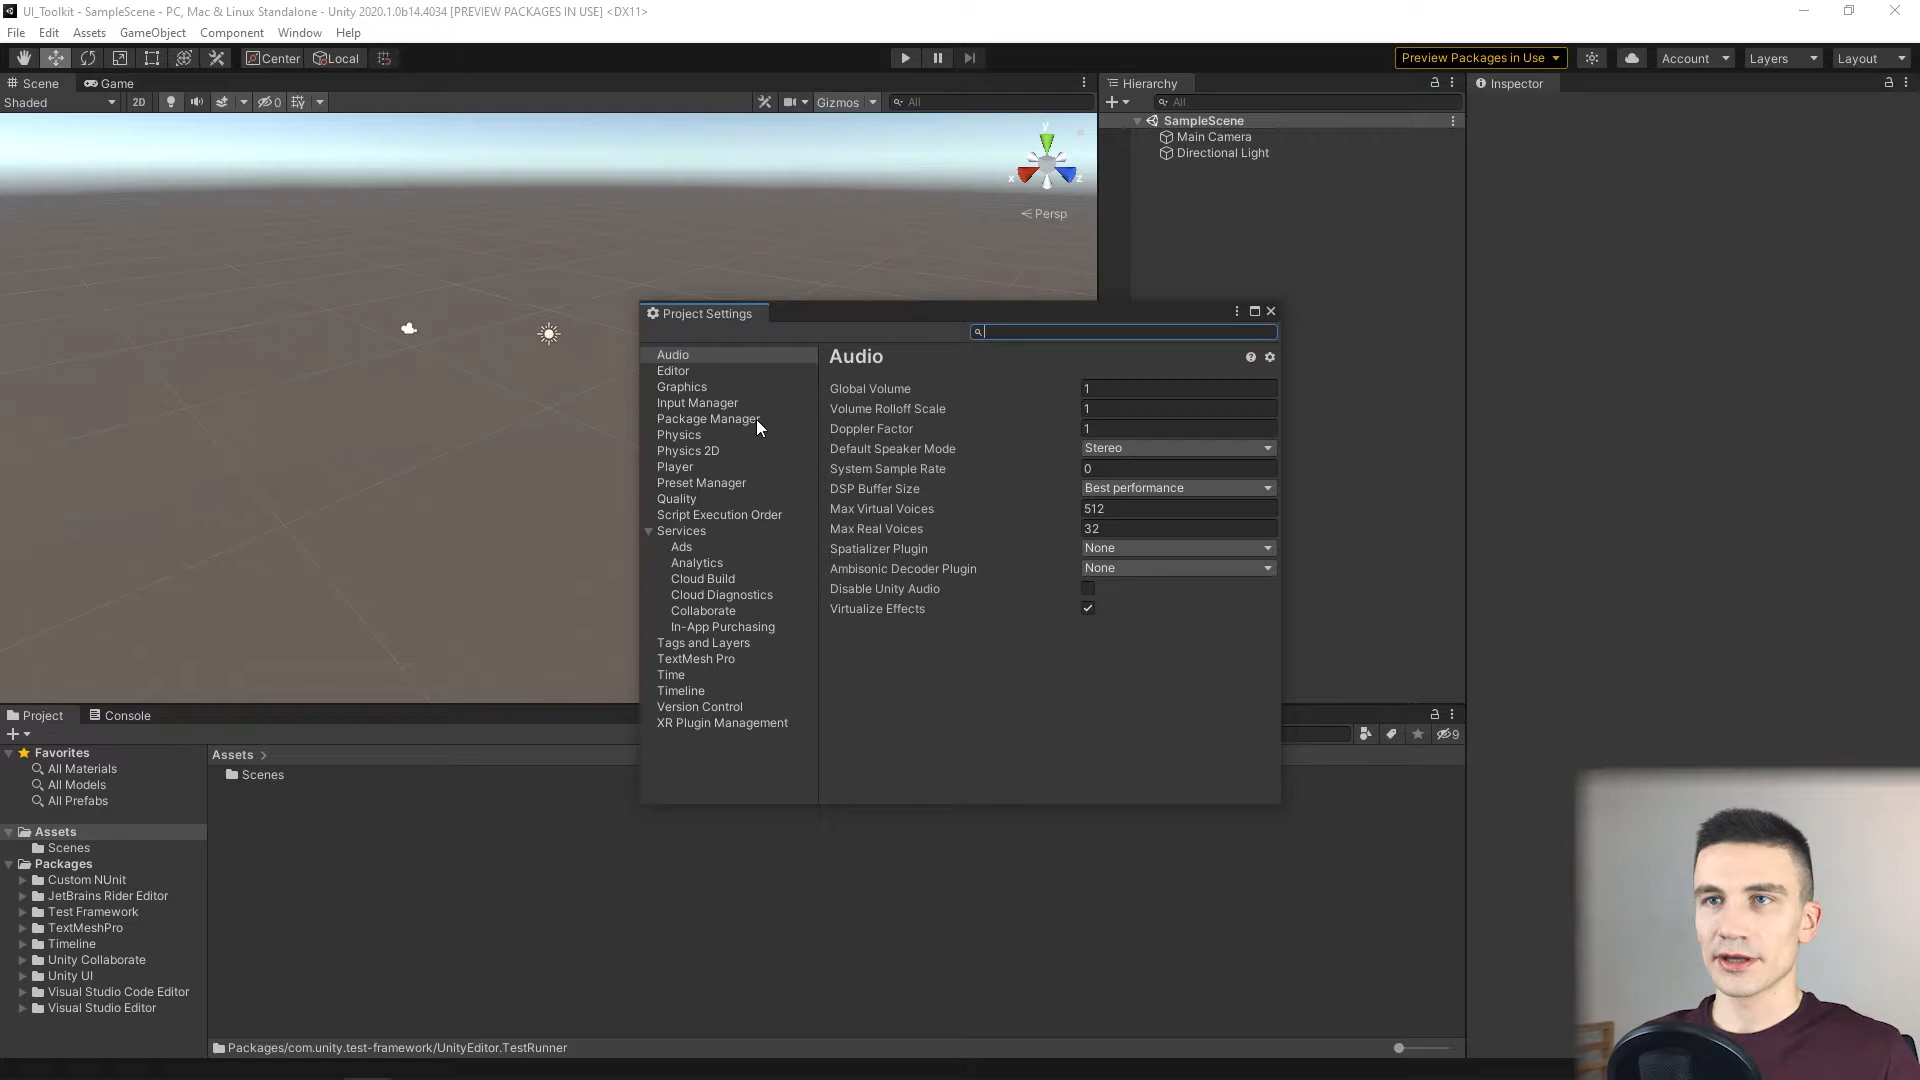 UI_Toolkit - SampleScene - PC, Mac & Linux Standalone - Unity 2020.1.0b14.4034 [PREVIEW PACKAGES IN USE] <DX11>
File Edit Assets GameObject Component Window Help
Center Local Preview Packages in Use Account Layers Layout
Scene Game
Shaded 2D 0 Gizmos All
y
x z
Persp
Hierarchy
All
SampleScene
Main Camera
Directional Light
Inspector
Project Settings
Audio
Editor
Graphics
Input Manager
Package Manager
Physics
Physics 2D
Player
Preset Manager
Quality
Script Execution Order
Services
Ads
Analytics
Cloud Build
Cloud Diagnostics
Collaborate
In-App Purchasing
Tags and Layers
TextMesh Pro
Time
Timeline
Version Control
XR Plugin Management
Audio
Global Volume 1
Volume Rolloff Scale 1
Doppler Factor 1
Default Speaker Mode Stereo
System Sample Rate 0
DSP Buffer Size Best performance
Max Virtual Voices 512
Max Real Voices 32
Spatializer Plugin None
Ambisonic Decoder Plugin None
Disable Unity Audio
Virtualize Effects
Project Console
9
Favorites
All Materials
All Models
All Prefabs
Assets
Scenes
Packages
Custom NUnit
JetBrains Rider Editor
Test Framework
TextMeshPro
Timeline
Unity Collaborate
Unity UI
Visual Studio Code Editor
Visual Studio Editor
Assets >
Scenes
Packages/com.unity.test-framework/UnityEditor.TestRunner